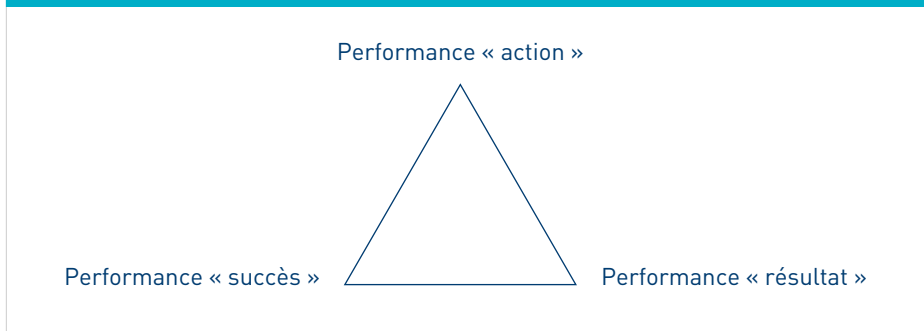 Performance « action »
Performance « succès »
Performance « résultat »